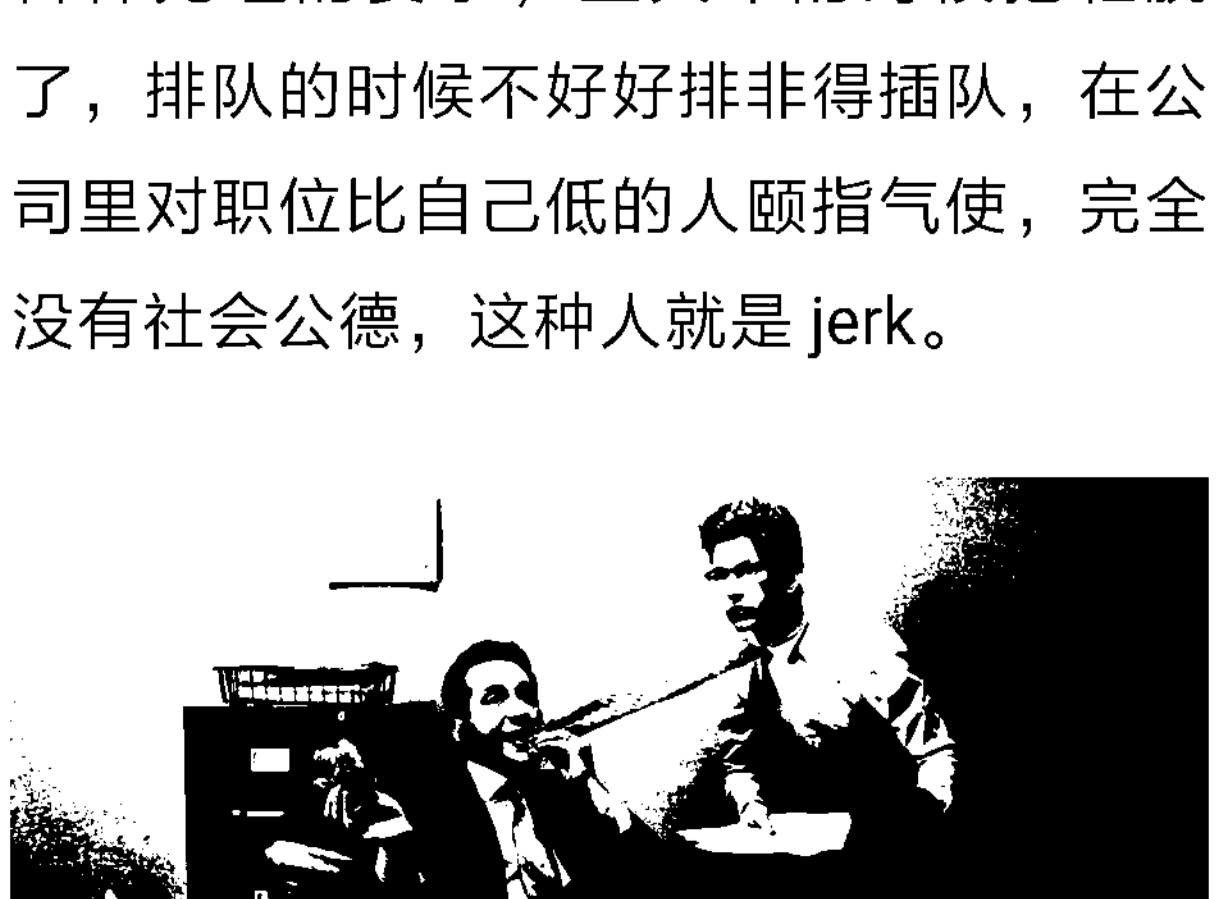 了，排队的时候不好好排非得插队，在公
司里对职位比自己低的人颐指气使，完全
没有社会公德，这种人就是 jerk。